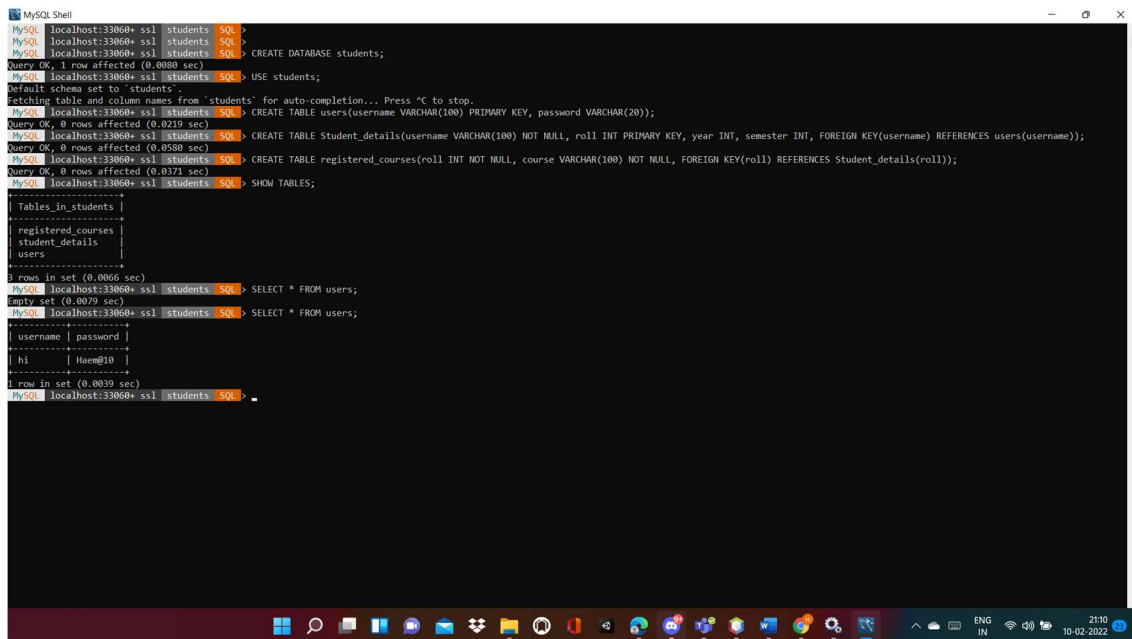 MySQL Shell
MySQL localhost:33060+ ssl students SQL >
MySQL localhost:33060+ ssl students SQL >
MySQL localhost:33060+ ssl students SQL > CREATE DATABASE students;
Query OK, 1 row affected (0.0080 sec)
MySQL localhost:33060+ ssl students SQL > USE students;
Default schema set to `students`.
Fetching table and column names from `students` for auto-completion... Press ^C to stop.
MySQL localhost:33060+ ssl students SQL > CREATE TABLE users(username VARCHAR(100) PRIMARY KEY, password VARCHAR(20));
Query OK, 0 rows affected (0.0219 sec)
MySQL localhost:33060+ ssl students SQL > CREATE TABLE Student_details(username VARCHAR(100) NOT NULL, roll INT PRIMARY KEY, year INT, semester INT, FOREIGN KEY(username) REFERENCES users(username));
Query OK, 0 rows affected (0.0580 sec)
MySQL localhost:33060+ ssl students SQL > CREATE TABLE registered_courses(roll INT NOT NULL, course VARCHAR(100) NOT NULL, FOREIGN KEY(roll) REFERENCES Student_details(roll));
Query OK, 0 rows affected (0.0371 sec)
MySQL localhost:33060+ ssl students SQL > SHOW TABLES;
+--------------------+
| Tables_in_students |
+--------------------+
| registered_courses |
| student_details |
| users |
+--------------------+
3 rows in set (0.0066 sec)
MySQL localhost:33060+ ssl students SQL > SELECT * FROM users;
Empty set (0.0079 sec)
MySQL localhost:33060+ ssl students SQL > SELECT * FROM users;
+----------+----------+
| username | password |
+----------+----------+
| hi | Haem@10 |
+----------+----------+
1 row in set (0.0039 sec)
MySQL localhost:33060+ ssl students SQL > _
ENG
IN
21:10
10-02-2022
23